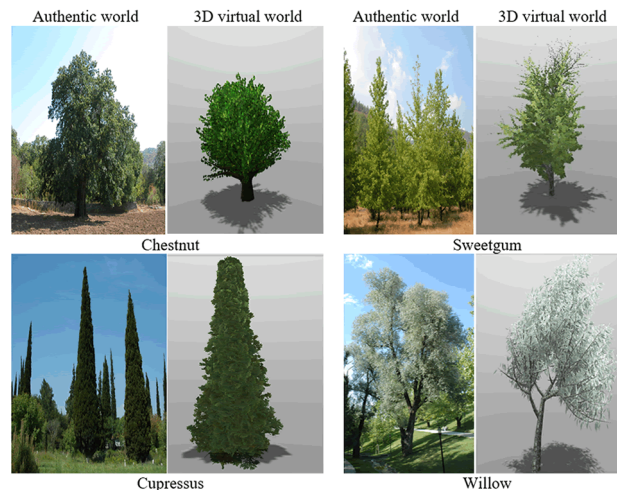 Authentic world 3D virtual world Authentic world 3D virtual world
Chestnut Sweetgum
Cupressus Willow